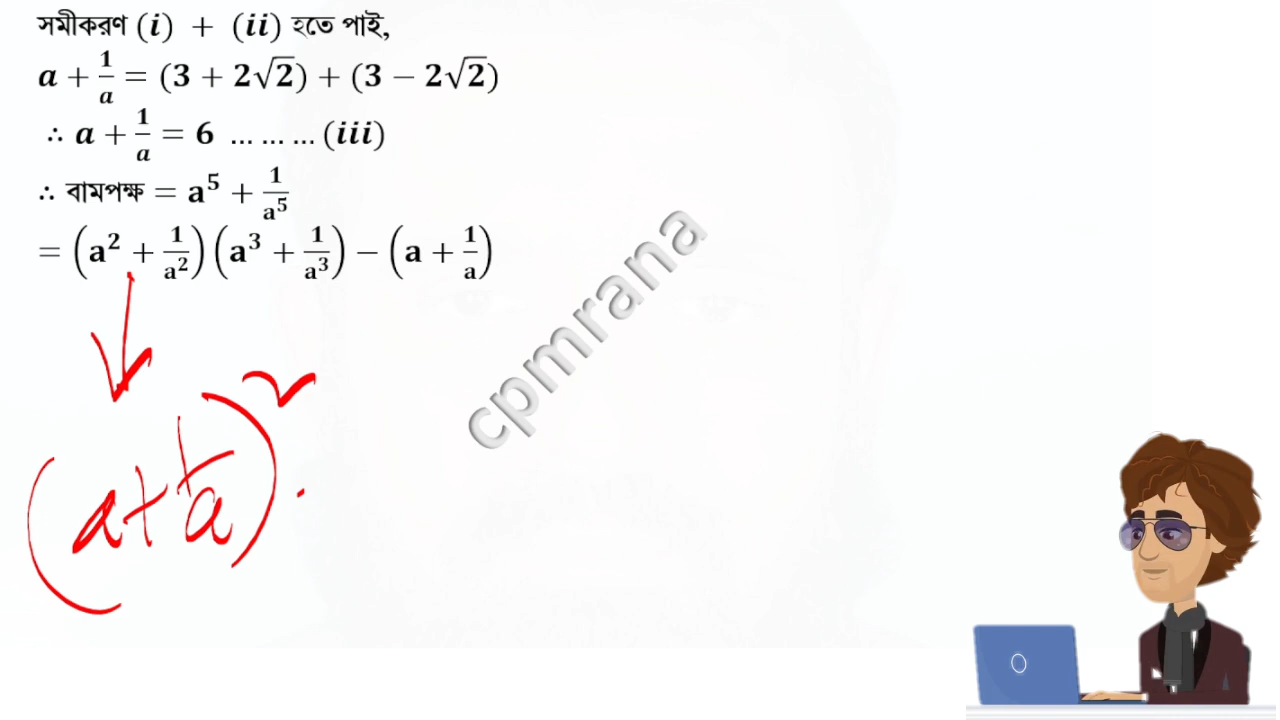 সমীকরণ (i) + (ii) হতে পাই,
a + 1/a = (3 + 2√2) + (3 − 2√2)
∴ a + 1/a = 6 ... ... ... (iii)
∴ বামপক্ষ = a⁵ + 1/a⁵
= (a² + 1/a²)(a³ + 1/a³) − (a + 1/a)
(a + 1/a)²
cpmrana